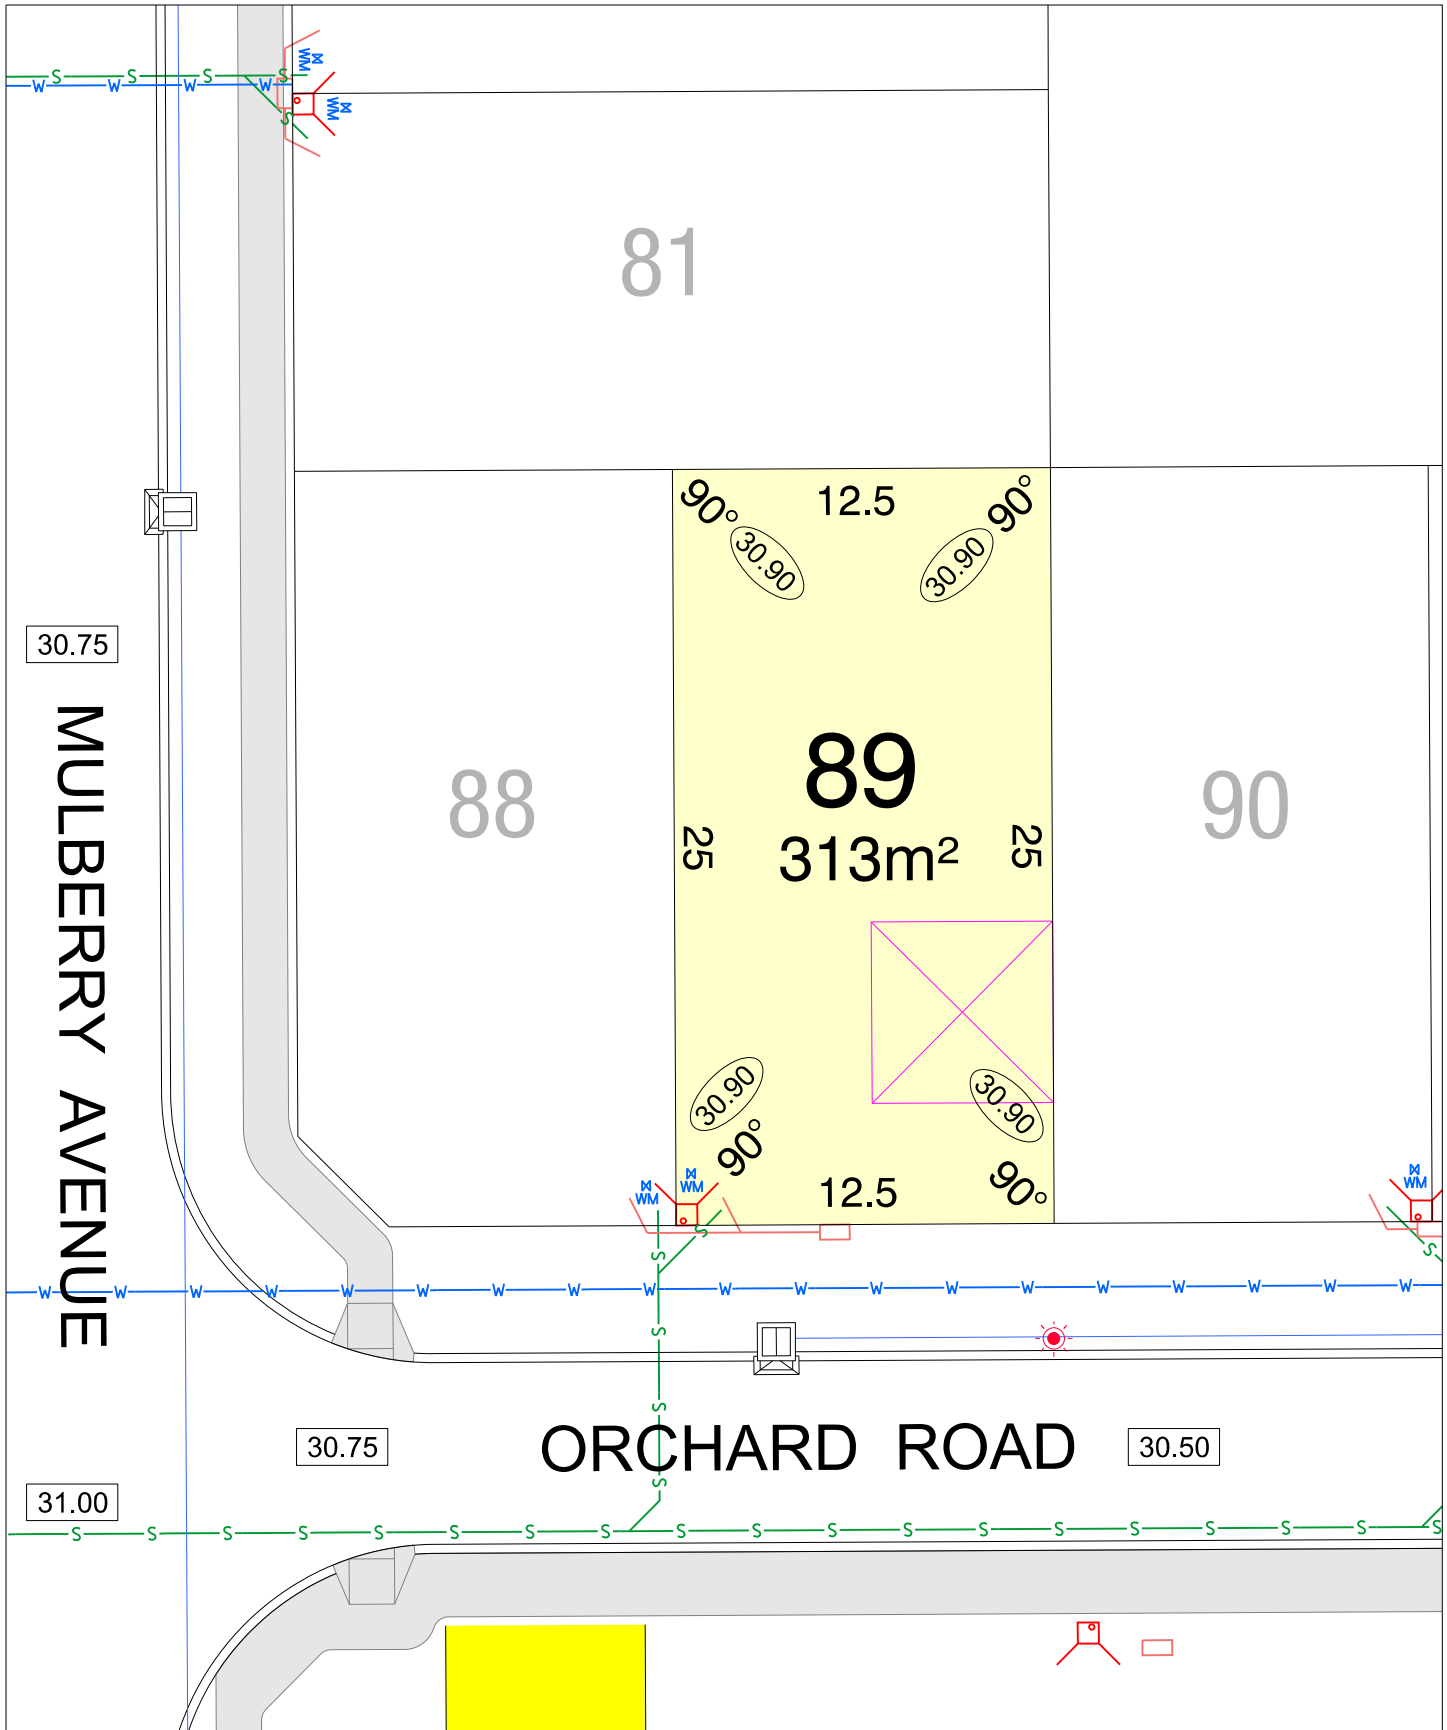 S S S S
W W W W
WM
WM
S
81
90° 12.5 90°
30.90 30.90
30.75
MULBERRY AVENUE
88
89
313m²
90
25
25
30.90 30.90
90° 12.5 90°
WM WM WM
S S
S
W W W W W W W W W W W W W W W W W W W
S
S
30.75
ORCHARD ROAD
30.50
S
31.00
S S S S S S S S S S S S S S S S S S S